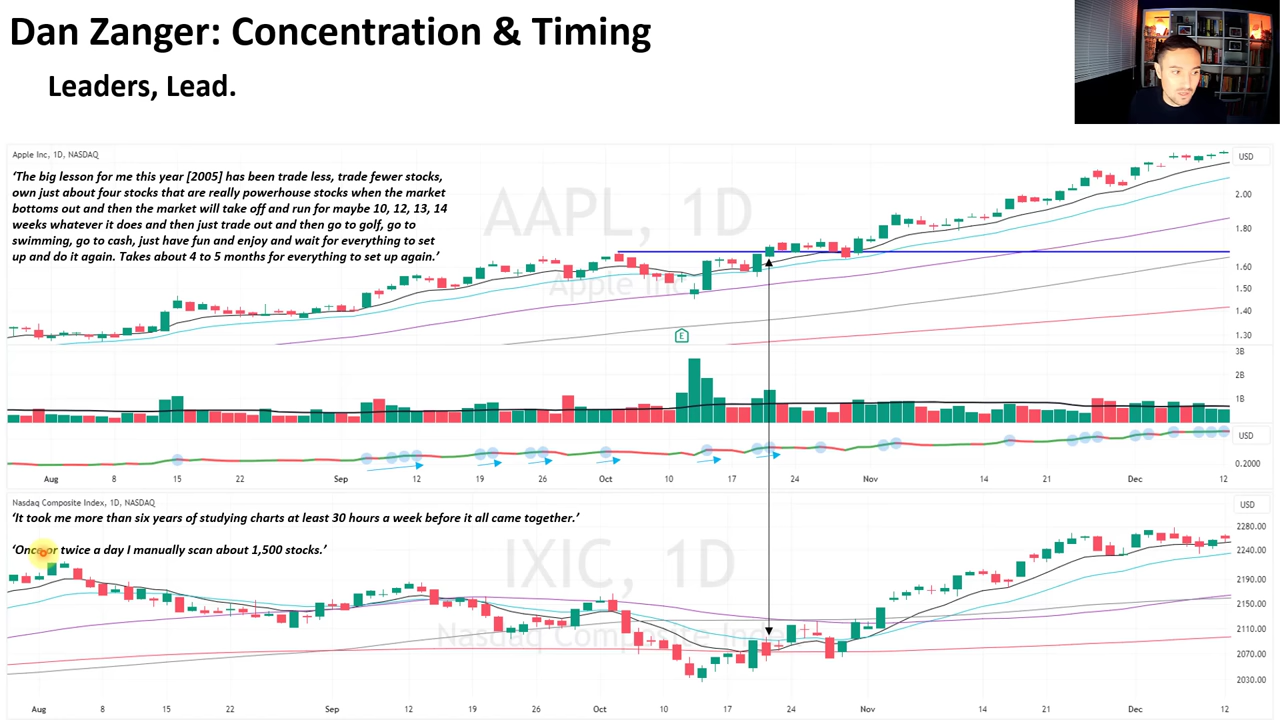 Dan Zanger: Concentration & Timing
Leaders, Lead.
Apple Inc, 1D, NASDAQ
USD
‘The big lesson for me this year [2005] has been trade less, trade fewer stocks,
own just about four stocks that are really powerhouse stocks when the market
bottoms out and then the market will take off and run for maybe 10, 12, 13, 14
weeks whatever it does and then just trade out and then go to golf, go to
swimming, go to cash, just have fun and enjoy and wait for everything to set
up and do it again. Takes about 4 to 5 months for everything to set up again.’
AAPL, 1D
Apple Inc
2.00
1.80
1.60
1.50
1.40
1.30
E
3B
2B
1B
USD
0.2000
Aug 8 15 22 Sep 12 19 26 Oct 10 17 24 Nov 14 21 Dec 12
Nasdaq Composite Index, 1D, NASDAQ
USD
‘It took me more than six years of studying charts at least 30 hours a week before it all came together.’
‘Once or twice a day I manually scan about 1,500 stocks.’
IXIC, 1D
Nasdaq Composite Index
2280.00
2240.00
2190.00
2150.00
2110.00
2070.00
2030.00
Aug 8 15 22 Sep 12 19 26 Oct 10 17 24 Nov 14 21 Dec 12